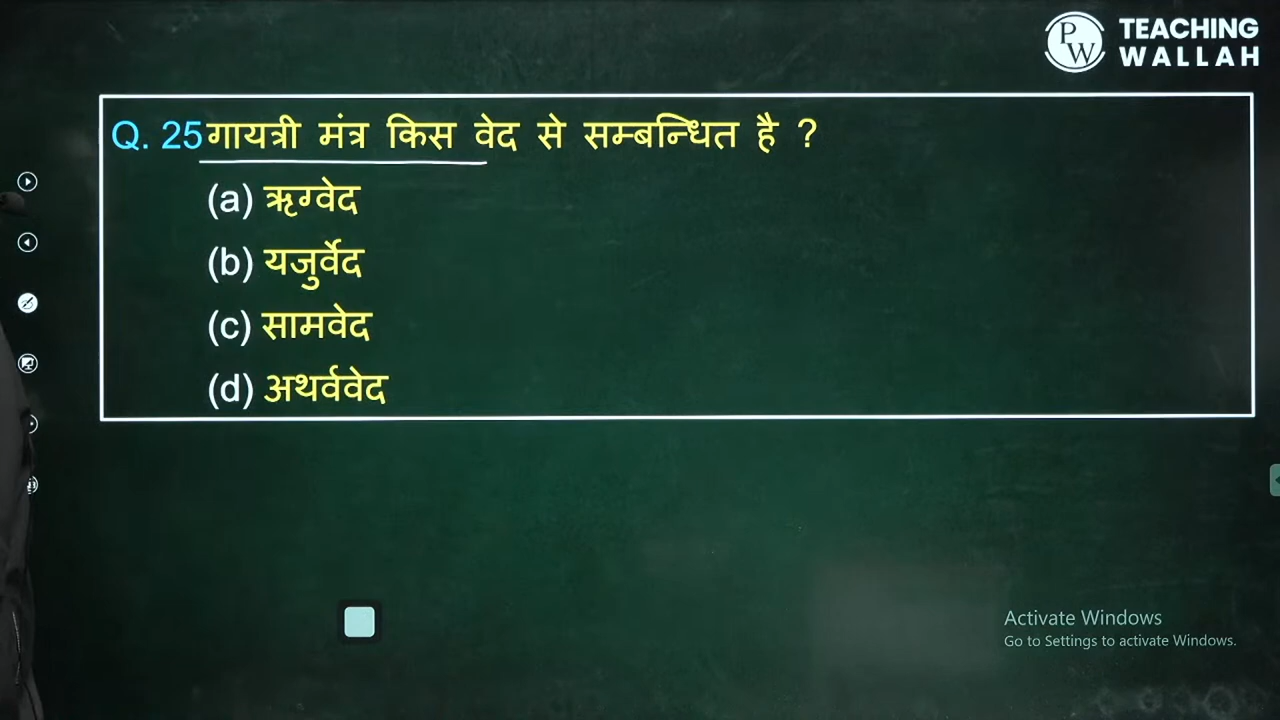 PW TEACHING
WALLAH
Q. 25 गायत्री मंत्र किस वेद से सम्बन्धित है ?
(a) ऋग्वेद
(b) यजुर्वेद
(c) सामवेद
(d) अथर्ववेद
Activate Windows
Go to Settings to activate Windows.